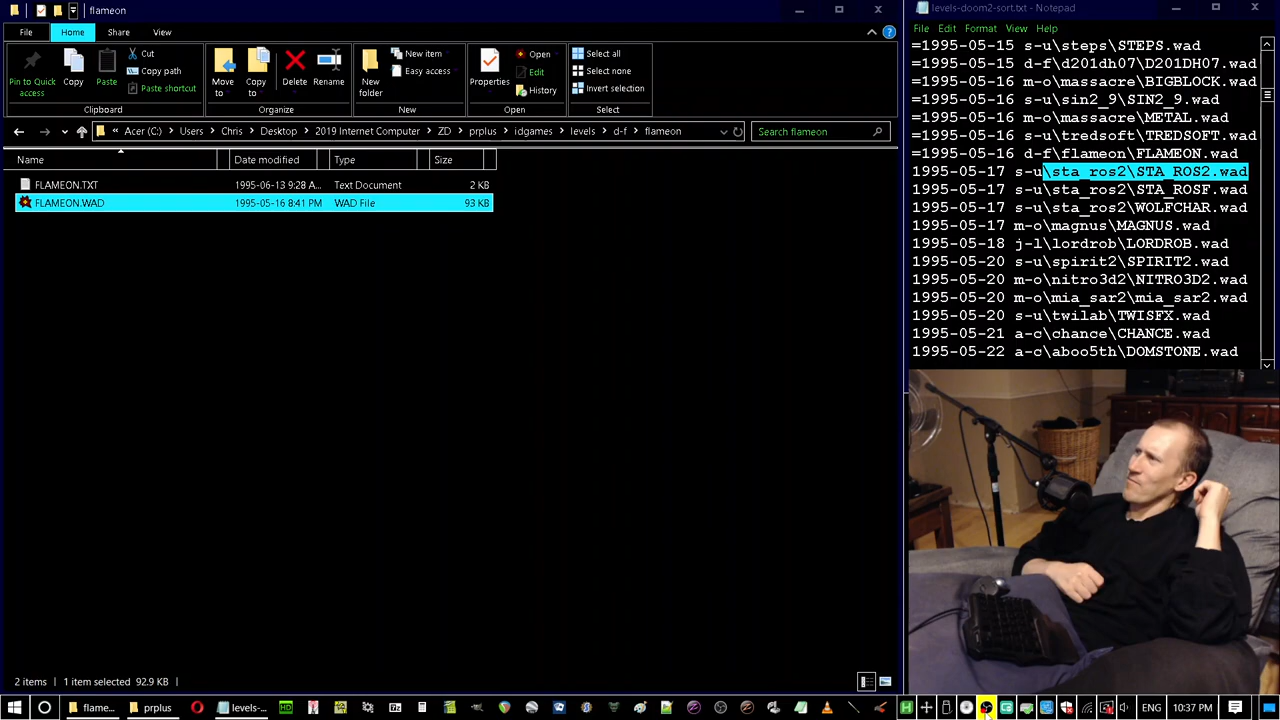 flameon
File
Home
Share
View
Pin to Quick access
Copy
Paste
Cut
Copy path
Paste shortcut
Clipboard
Move to
Copy to
Delete
Rename
Organize
New folder
New item
Easy access
New
Properties
Open
Edit
History
Open
Select all
Select none
Invert selection
Select
« Acer (C:) > Users > Chris > Desktop > 2019 Internet Computer > ZD > prplus > idgames > levels > d-f > flameon
Search flameon
Name Date modified Type Size
FLAMEON.TXT 1995-06-13 9:28 A... Text Document 2 KB
FLAMEON.WAD 1995-05-16 8:41 PM WAD File 93 KB
2 items 1 item selected 92.9 KB
levels-doom2-sort.txt - Notepad
File Edit Format View Help
=1995-05-15 s-u\steps\STEPS.wad
=1995-05-15 d-f\d201dh07\D201DH07.wad
=1995-05-16 m-o\massacre\BIGBLOCK.wad
=1995-05-16 s-u\sin2_9\SIN2_9.wad
=1995-05-16 m-o\massacre\METAL.wad
=1995-05-16 s-u\tredsoft\TREDSOFT.wad
=1995-05-16 d-f\flameon\FLAMEON.wad
1995-05-17 s-u\sta_ros2\STA_ROS2.wad
1995-05-17 s-u\sta_ros2\STA_ROSF.wad
1995-05-17 s-u\sta_ros2\WOLFCHAR.wad
1995-05-17 m-o\magnus\MAGNUS.wad
1995-05-18 j-l\lordrob\LORDROB.wad
1995-05-20 s-u\spirit2\SPIRIT2.wad
1995-05-20 m-o\nitro3d2\NITRO3D2.wad
1995-05-20 m-o\mia_sar2\mia_sar2.wad
1995-05-20 s-u\twilab\TWISFX.wad
1995-05-21 a-c\chance\CHANCE.wad
1995-05-22 a-c\aboo5th\DOMSTONE.wad
flame...
prplus
levels-...
ENG
10:37 PM